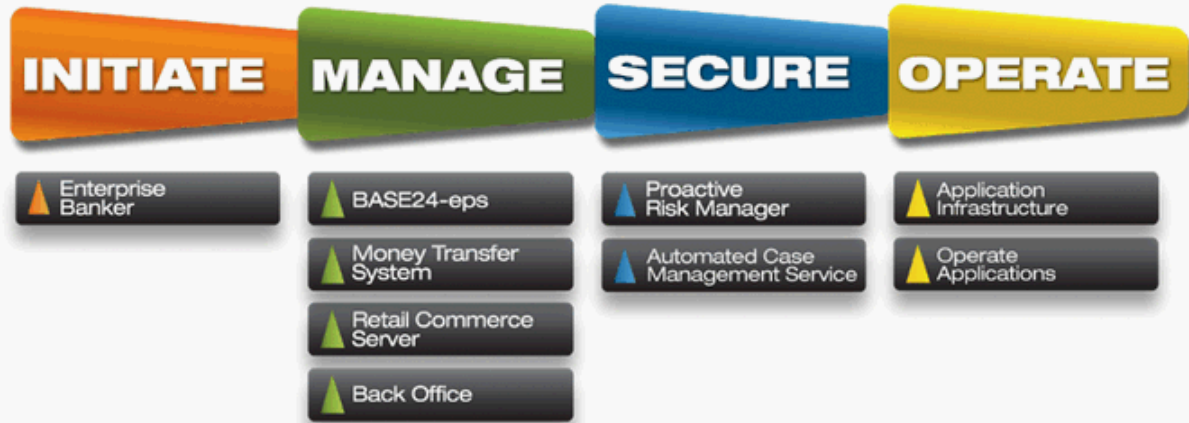 INITIATE
MANAGE
SECURE
OPERATE
Enterprise
Banker
BASE24-eps
Money Transfer
System
Retail Commerce
Server
Back Office
Proactive
Risk Manager
Automated Case
Management Service
Application
Infrastructure
Operate
Applications